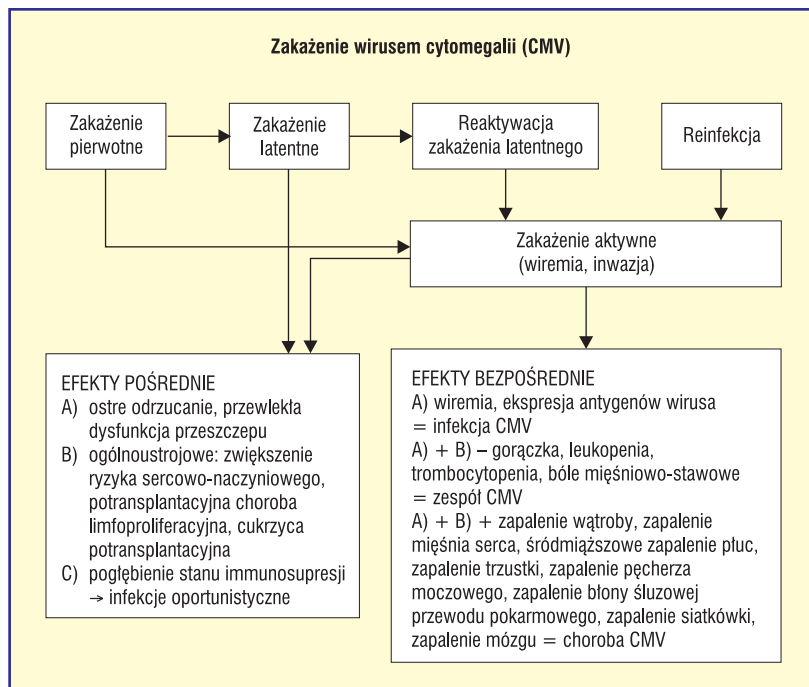 Zakażenie wirusem cytomegalii (CMV)
Zakażenie
pierwotne
Zakażenie
latentne
Reaktywacja
zakażenia latentnego
Reinfekcja
Zakażenie aktywne
(wiremia, inwazja)
EFEKTY POŚREDNIE
A) ostre odrzucanie, przewlekła
dysfunkcja przeszczepu
B) ogólnoustrojowe: zwiększenie
ryzyka sercowo-naczyniowego,
potransplantacyjna choroba
limfoproliferacyjna, cukrzyca
potransplantacyjna
C) pogłębienie stanu immunosupresji
→ infekcje oportunistyczne
EFEKTY BEZPOŚREDNIE
A) wiremia, ekspresja antygenów wirusa
= infekcja CMV
A) + B) – gorączka, leukopenia,
trombocytopenia, bóle mięśniowo-stawowe
= zespół CMV
A) + B) + zapalenie wątroby, zapalenie
mięśnia serca, śródmiąższowe zapalenie płuc,
zapalenie trzustki, zapalenie pęcherza
moczowego, zapalenie błony śluzowej
przewodu pokarmowego, zapalenie siatkówki,
zapalenie mózgu = choroba CMV